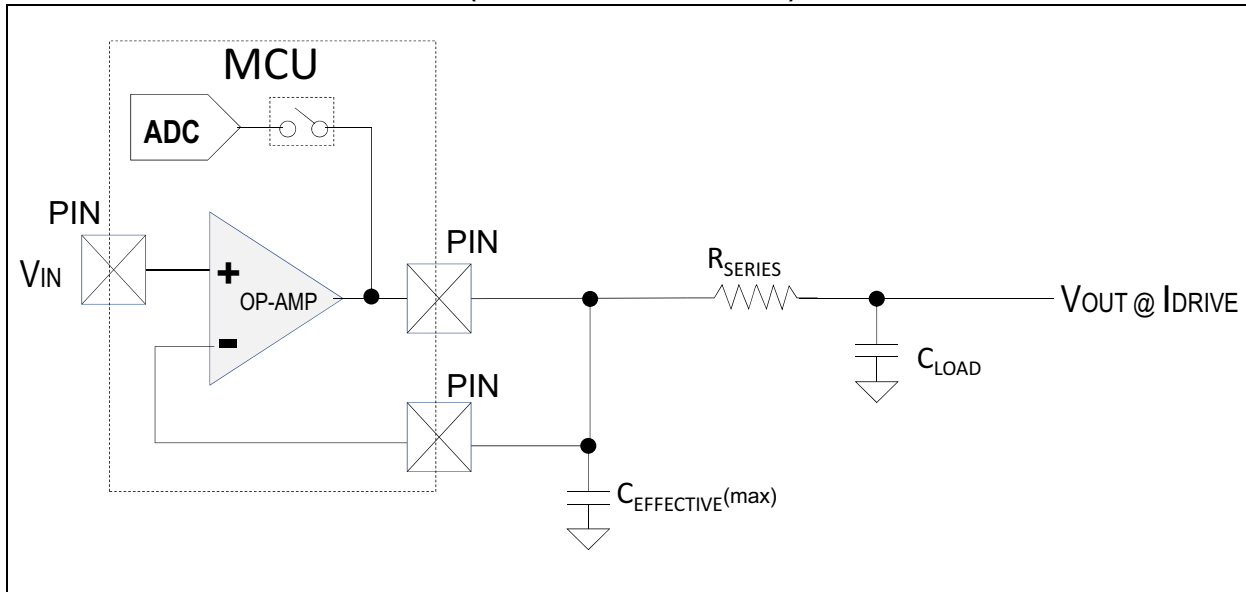 MCU
ADC
PIN
VIN
+
OP-AMP
-
PIN
RSERIES
VOUT @ IDRIVE
CLOAD
PIN
CEFFECTIVE(max)